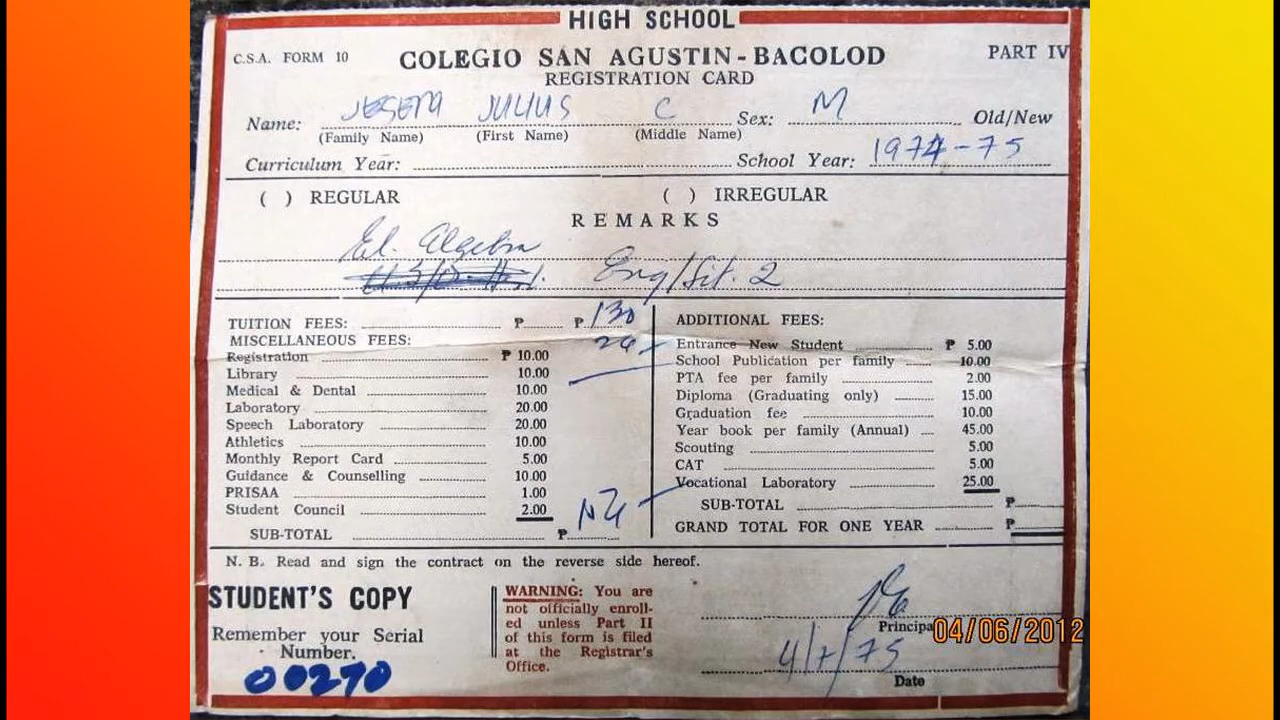 HIGH SCHOOL
C.S.A. FORM 10 COLEGIO SAN AGUSTIN - BACOLOD PART IV
REGISTRATION CARD
Name: JULIUS C Sex: M Old/New
(Family Name) (First Name) (Middle Name)
Curriculum Year: School Year: 1974-75
( ) REGULAR ( ) IRREGULAR
REMARKS
El. Algebra
Eng/Lit. 2
TUITION FEES: ₱ ₱ 130
MISCELLANEOUS FEES: 26
Registration ₱ 10.00
Library 10.00
Medical & Dental 10.00
Laboratory 20.00
Speech Laboratory 20.00
Athletics 10.00
Monthly Report Card 5.00
Guidance & Counselling 10.00
PRISAA 1.00
Student Council 2.00
SUB-TOTAL ₱
ADDITIONAL FEES:
Entrance New Student ₱ 5.00
School Publication per family 10.00
PTA fee per family 2.00
Diploma (Graduating only) 15.00
Graduation fee 10.00
Year book per family (Annual) 45.00
Scouting 5.00
CAT 5.00
Vocational Laboratory 25.00
SUB-TOTAL ₱
GRAND TOTAL FOR ONE YEAR ₱
N. B. Read and sign the contract on the reverse side hereof.
STUDENT'S COPY
Remember your Serial
Number.
00270
WARNING: You are
not officially enroll-
ed unless Part II
of this form is filed
at the Registrar's
Office.
Principa
04/06/2012
4/7/75
Date